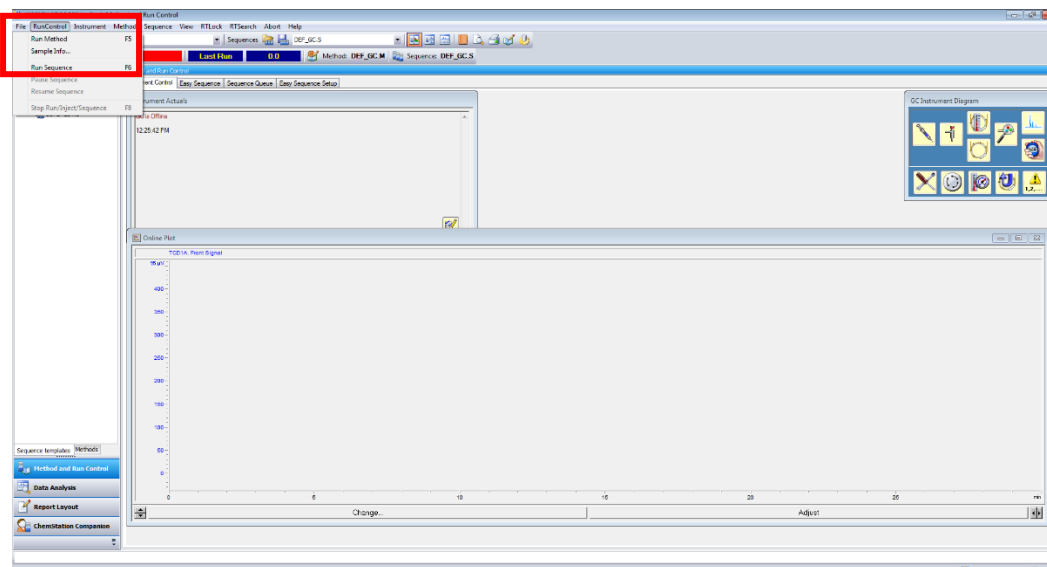 Run Control
File RunControl Instrument Method Sequence View RTLock RTSearch Abort Help
Run Method F5
Sample Info...
Run Sequence F6
Pause Sequence
Resume Sequence
Stop Run/Inject/Sequence F8
Sequences DEF_GC.S
Last Run 0.0 Method: DEF_GC.M Sequence: DEF_GC.S
and Run Control
Control Easy Sequence Sequence Queue Easy Sequence Setup
Actuals
Offline
12:25:42 PM
GC Instrument Diagram
1,2,...
Online Plot
TCD1A, Front Signal
400
350
300
250
200
150
100
50
0
0 5 10 15 20 25 min
Change... Adjust
Sequence templates Methods
Method and Run Control
Data Analysis
Report Layout
ChemStation Companion